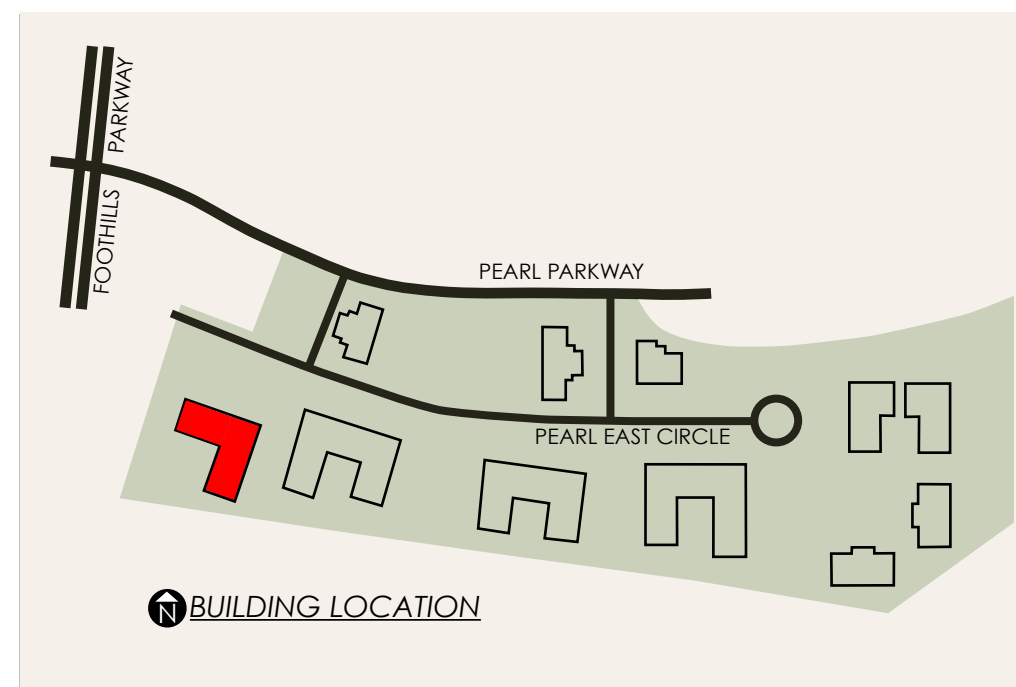 PARKWAY
FOOTHILLS
PEARL PARKWAY
PEARL EAST CIRCLE
N BUILDING LOCATION